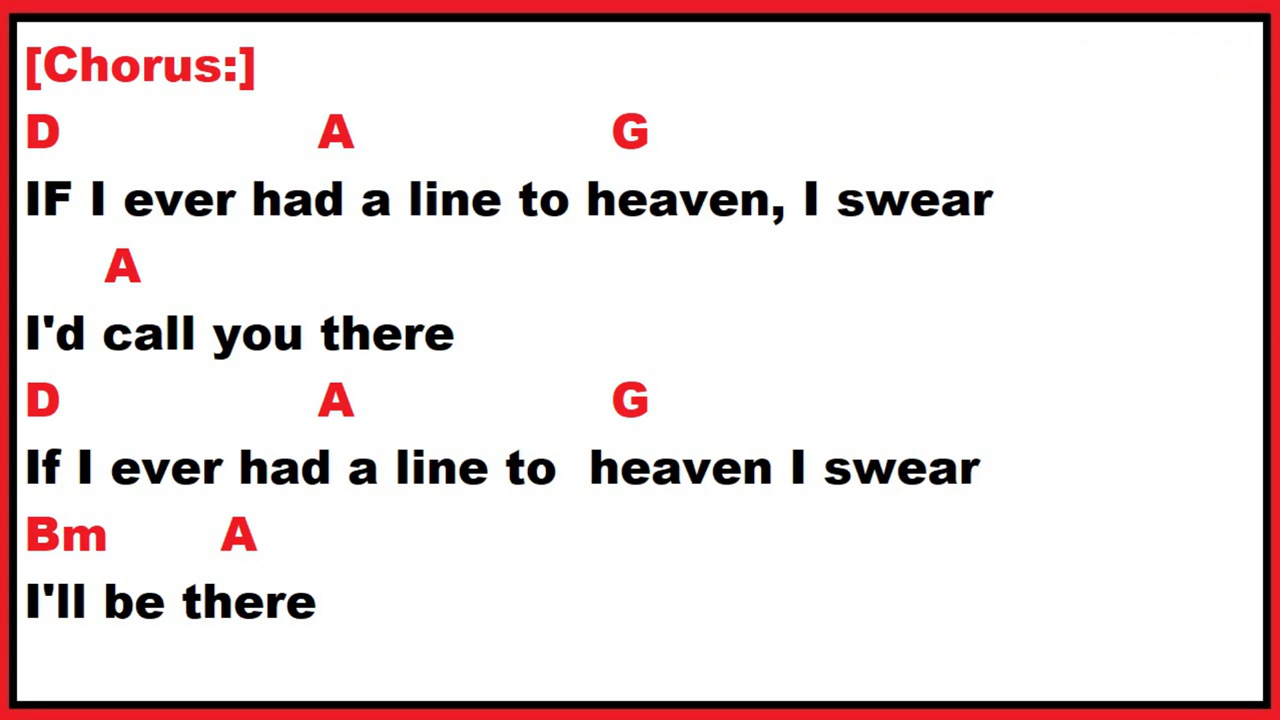 [Chorus:]
D A G
IF I ever had a line to heaven, I swear
A
I'd call you there
D A G
If I ever had a line to heaven I swear
Bm A
I'll be there